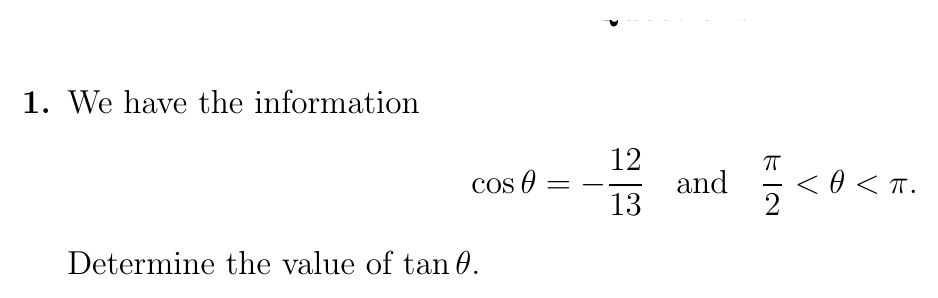 1. We have the information
cos θ = −12/13 and π/2 < θ < π.
Determine the value of tan θ.